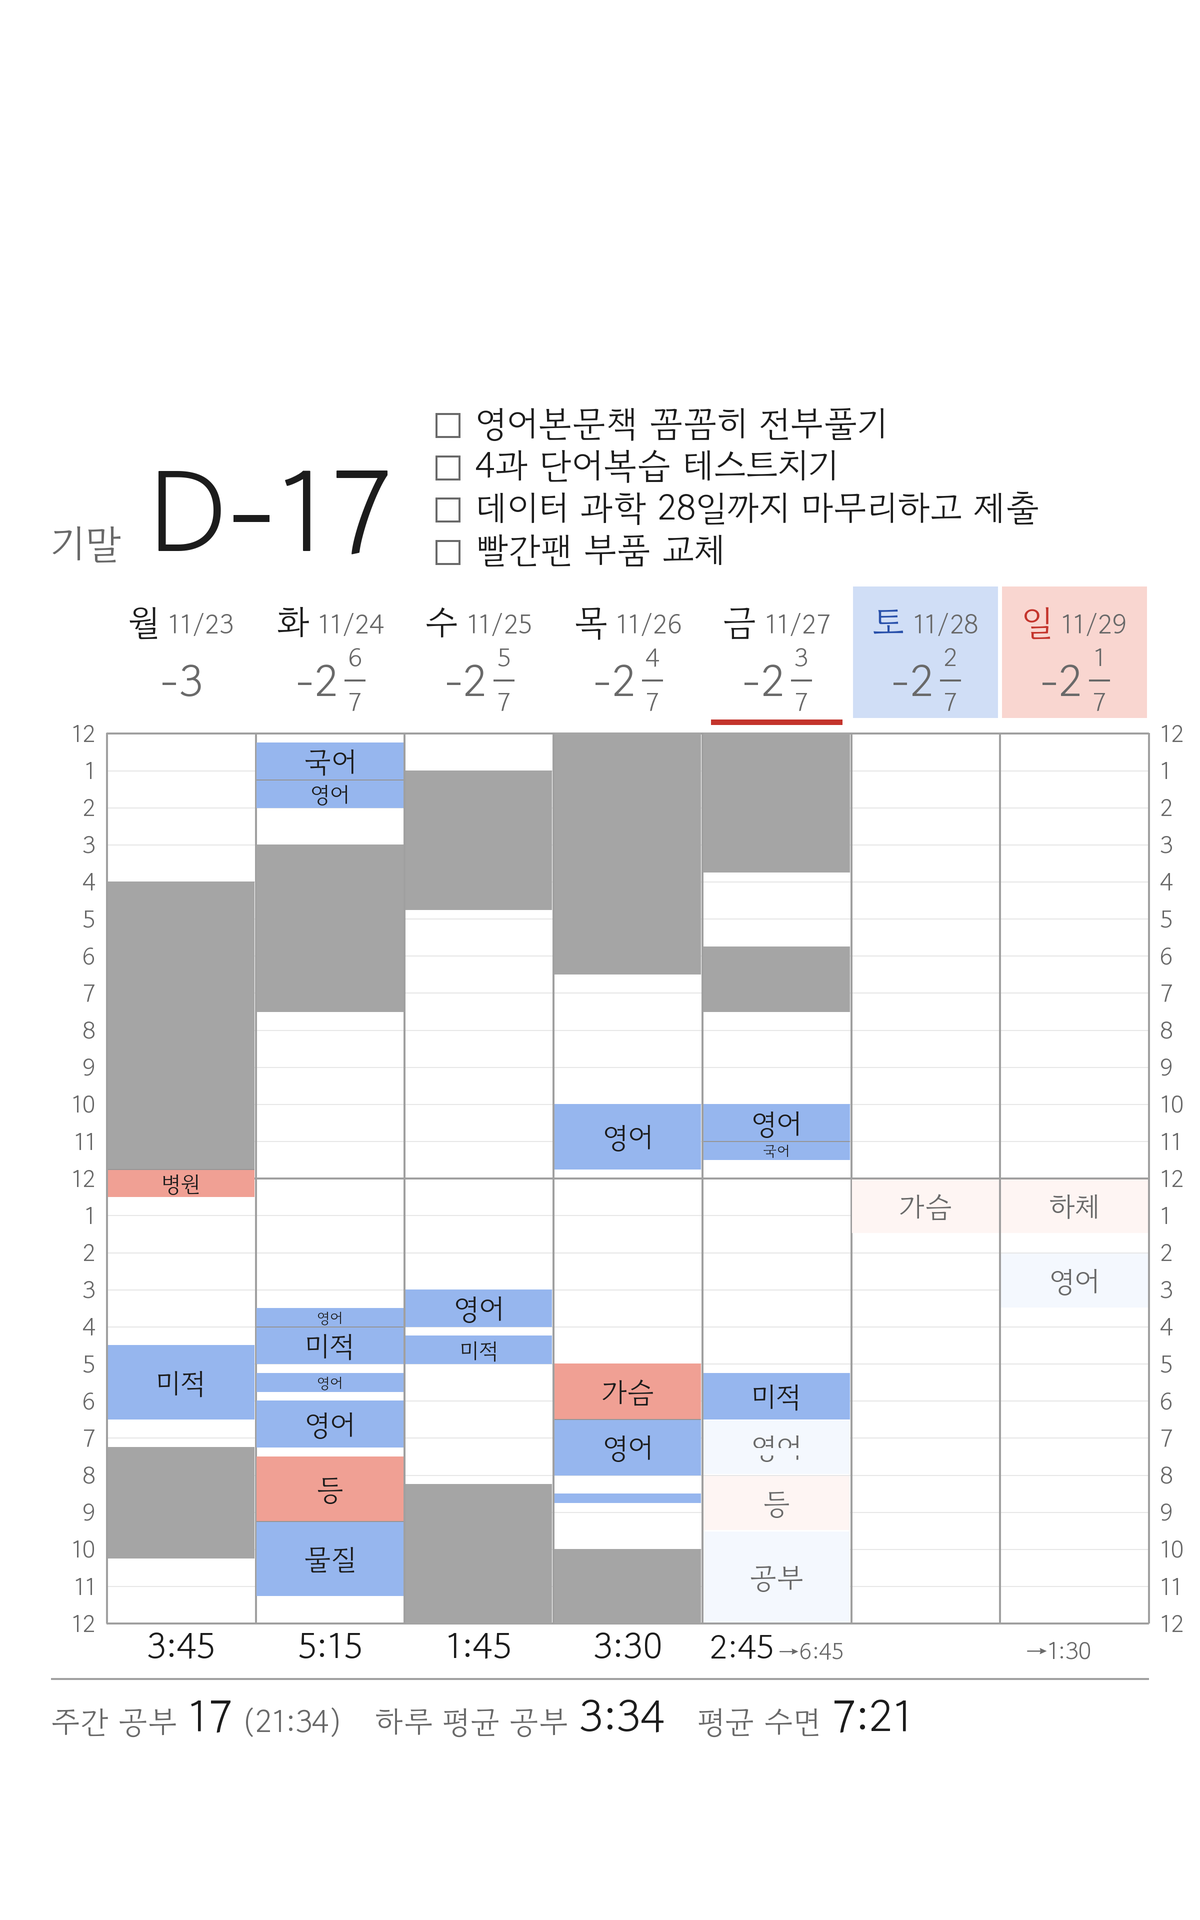 영어본문책 꼼꼼히 전부풀기
4과 단어복습 테스트치기
데이터 과학 28일까지 마무리하고 제출
빨간팬 부품 교체
기말 D-17
월 11/23 화 11/24 수 11/25 목 11/26 금 11/27 토 11/28 일 11/29
-3 -2 6/7 -2 5/7 -2 4/7 -2 3/7 -2 2/7 -2 1/7
12 12
국어
1 1
영어
2 2
3 3
4 4
5 5
6 6
7 7
8 8
9 9
10 10
영어 영어
11 국어 11
12 병원 12
1 가슴 하체 1
2 2
영어
3 영어 3
영어
4 4
미적 미적
5 5
미적 영어
6 가슴 미적 6
영어
7 영어 영어 7
8 8
등 등
9 9
10 물질 10
공부
11 11
12 12
3:45 5:15 1:45 3:30 2:45 →6:45 →1:30
주간 공부 17 (21:34) 하루 평균 공부 3:34 평균 수면 7:21